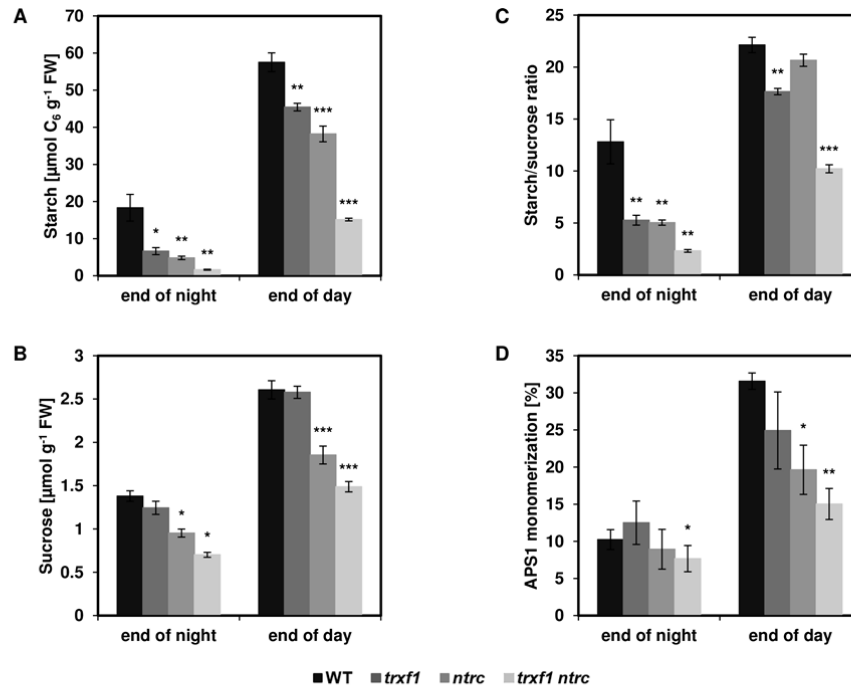 A
Starch [µmol C6 g-1 FW]
70
60
50
40
30
20
10
0
*
**
**
**
***
***
end of night
end of day
C
Starch/sucrose ratio
25
20
15
10
5
0
**
**
**
**
***
end of night
end of day
B
Sucrose [µmol g-1 FW]
3
2.5
2
1.5
1
0.5
0
*
*
***
***
end of night
end of day
D
APS1 monomerization [%]
35
30
25
20
15
10
5
0
*
*
**
end of night
end of day
WT trxf1 ntrc trxf1 ntrc